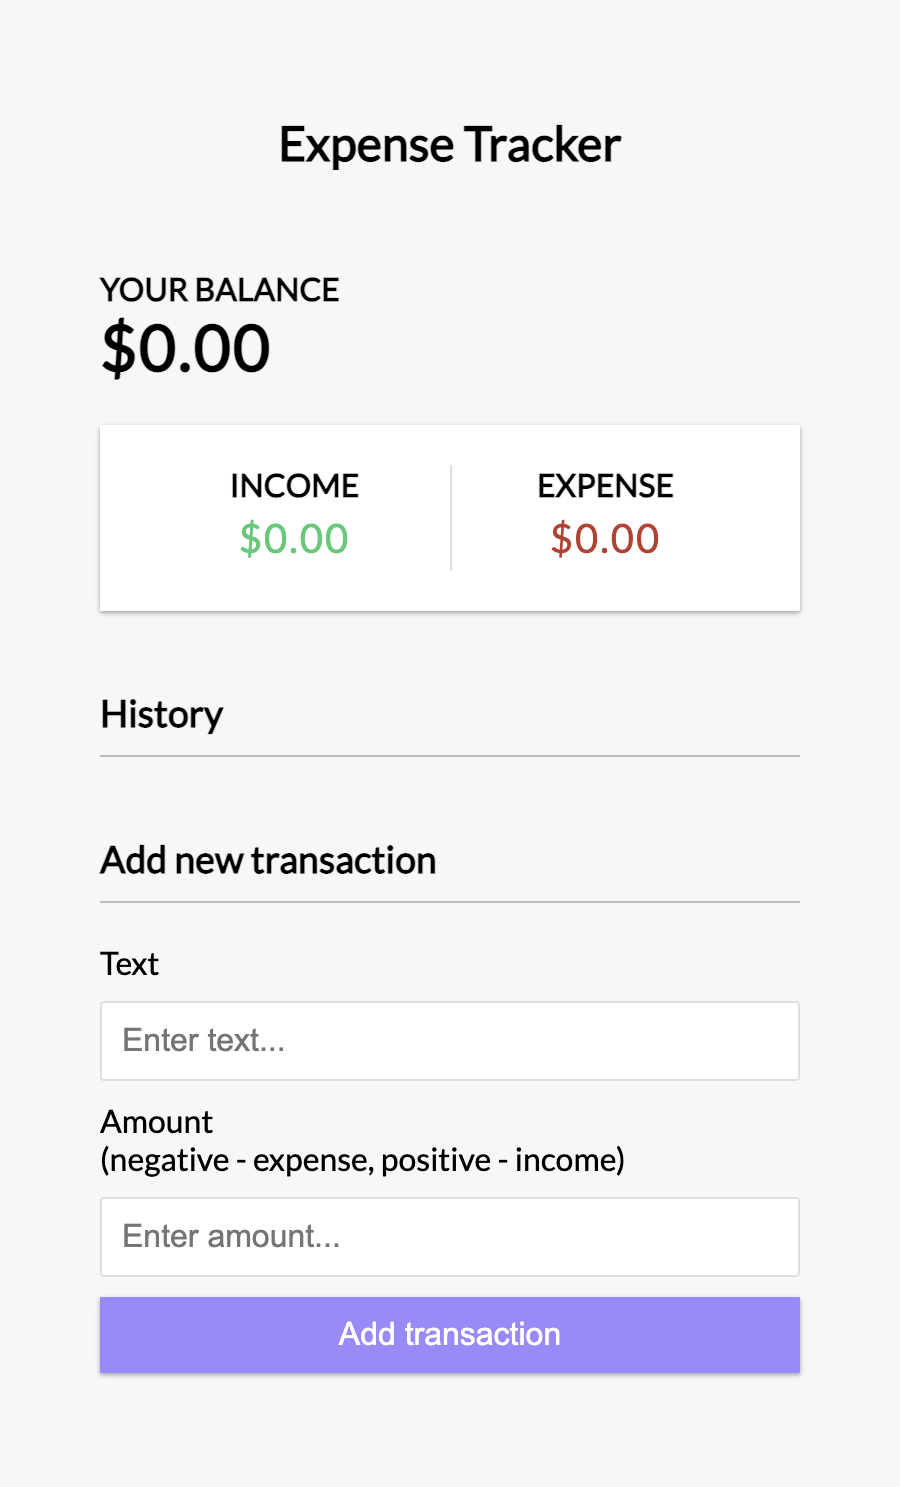 Expense Tracker
YOUR BALANCE
$0.00
INCOME
EXPENSE
$0.00
$0.00
History
Add new transaction
Text
Enter text...
Amount
(negative - expense, positive - income)
Enter amount...
Add transaction